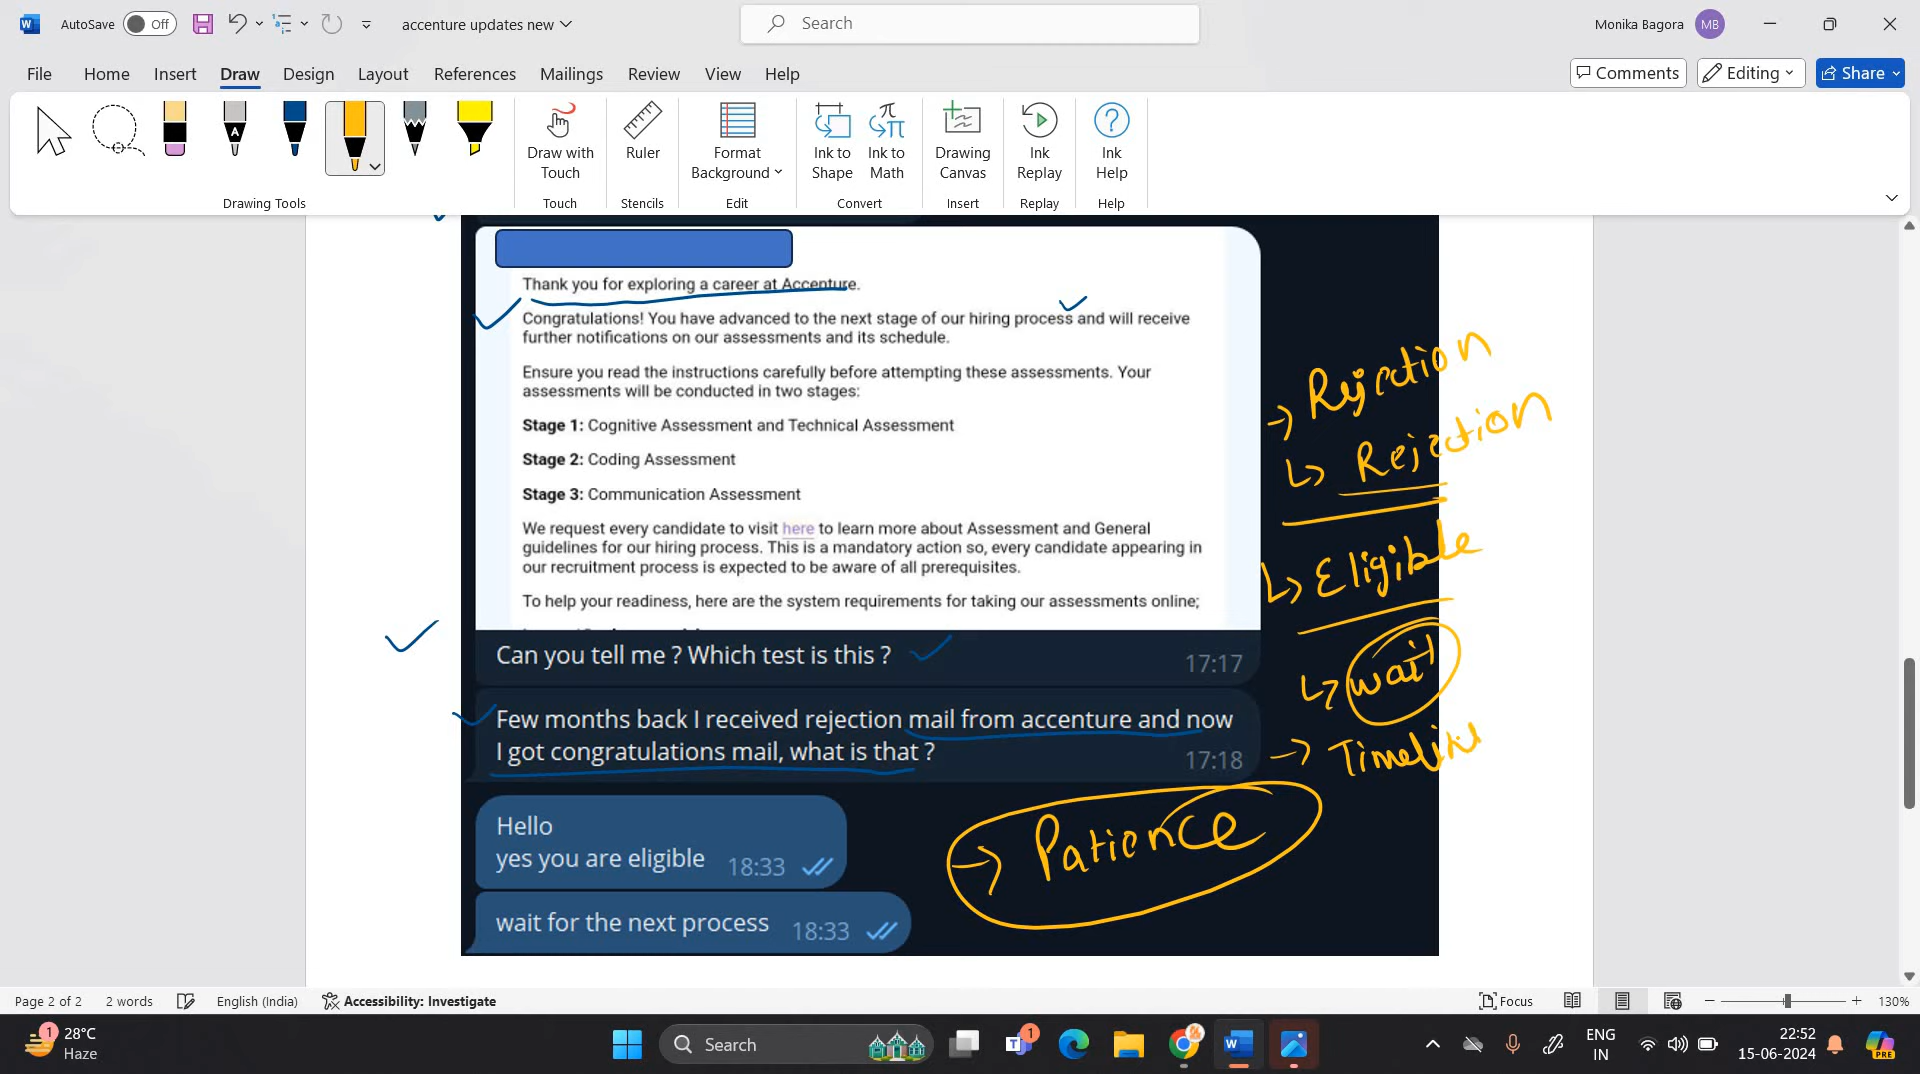 AutoSave Off
accenture updates new
Search
Monika Bagora MB
File Home Insert Draw Design Layout References Mailings Review View Help
Comments Editing Share
A
Draw with Touch
Ruler
Format Background
Ink to Shape
Ink to Math
Drawing Canvas
Ink Replay
Ink Help
Drawing Tools Touch Stencils Edit Convert Insert Replay Help
Thank you for exploring a career at Accenture.
Congratulations! You have advanced to the next stage of our hiring process and will receive
further notifications on our assessments and its schedule.
Ensure you read the instructions carefully before attempting these assessments. Your
assessments will be conducted in two stages:
Stage 1: Cognitive Assessment and Technical Assessment
Stage 2: Coding Assessment
Stage 3: Communication Assessment
We request every candidate to visit here to learn more about Assessment and General
guidelines for our hiring process. This is a mandatory action so, every candidate appearing in
our recruitment process is expected to be aware of all prerequisites.
To help your readiness, here are the system requirements for taking our assessments online;
Can you tell me ? Which test is this ?
17:17
Few months back I received rejection mail from accenture and now
I got congratulations mail, what is that ?
17:18
Hello
yes you are eligible 18:33
wait for the next process 18:33
Rejection
Rejection
Eligible
wait
Timeline
Patience
Page 2 of 2 2 words English (India) Accessibility: Investigate Focus 130%
1 28°C
Haze
Search
T 1
W
ENG
IN
22:52
15-06-2024
PRE